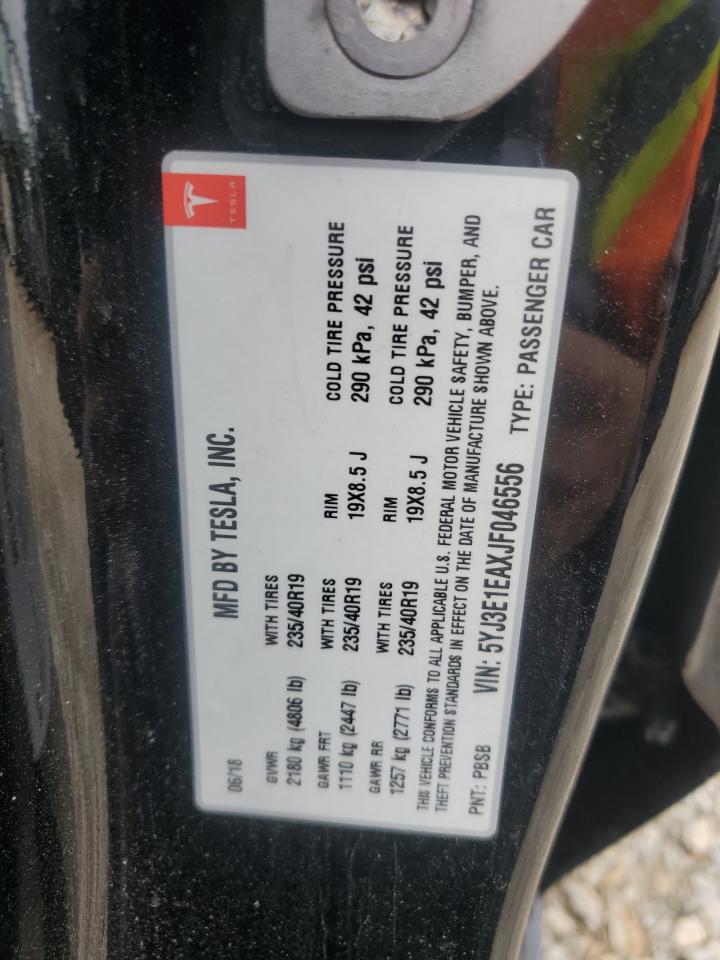 TESLA
MFD BY TESLA, INC.
06/18
GVWR WITH TIRES
2180 kg (4806 lb) 235/40R19
GAWR FRT WITH TIRES RIM COLD TIRE PRESSURE
1110 kg (2447 lb) 235/40R19 19X8.5 J 290 kPa, 42 psi
GAWR RR WITH TIRES RIM COLD TIRE PRESSURE
1257 kg (2771 lb) 235/40R19 19X8.5 J 290 kPa, 42 psi
THIS VEHICLE CONFORMS TO ALL APPLICABLE U.S. FEDERAL MOTOR VEHICLE SAFETY, BUMPER, AND
THEFT PREVENTION STANDARDS IN EFFECT ON THE DATE OF MANUFACTURE SHOWN ABOVE.
PNT: PBSB VIN: 5YJ3E1EAXJF046556 TYPE: PASSENGER CAR